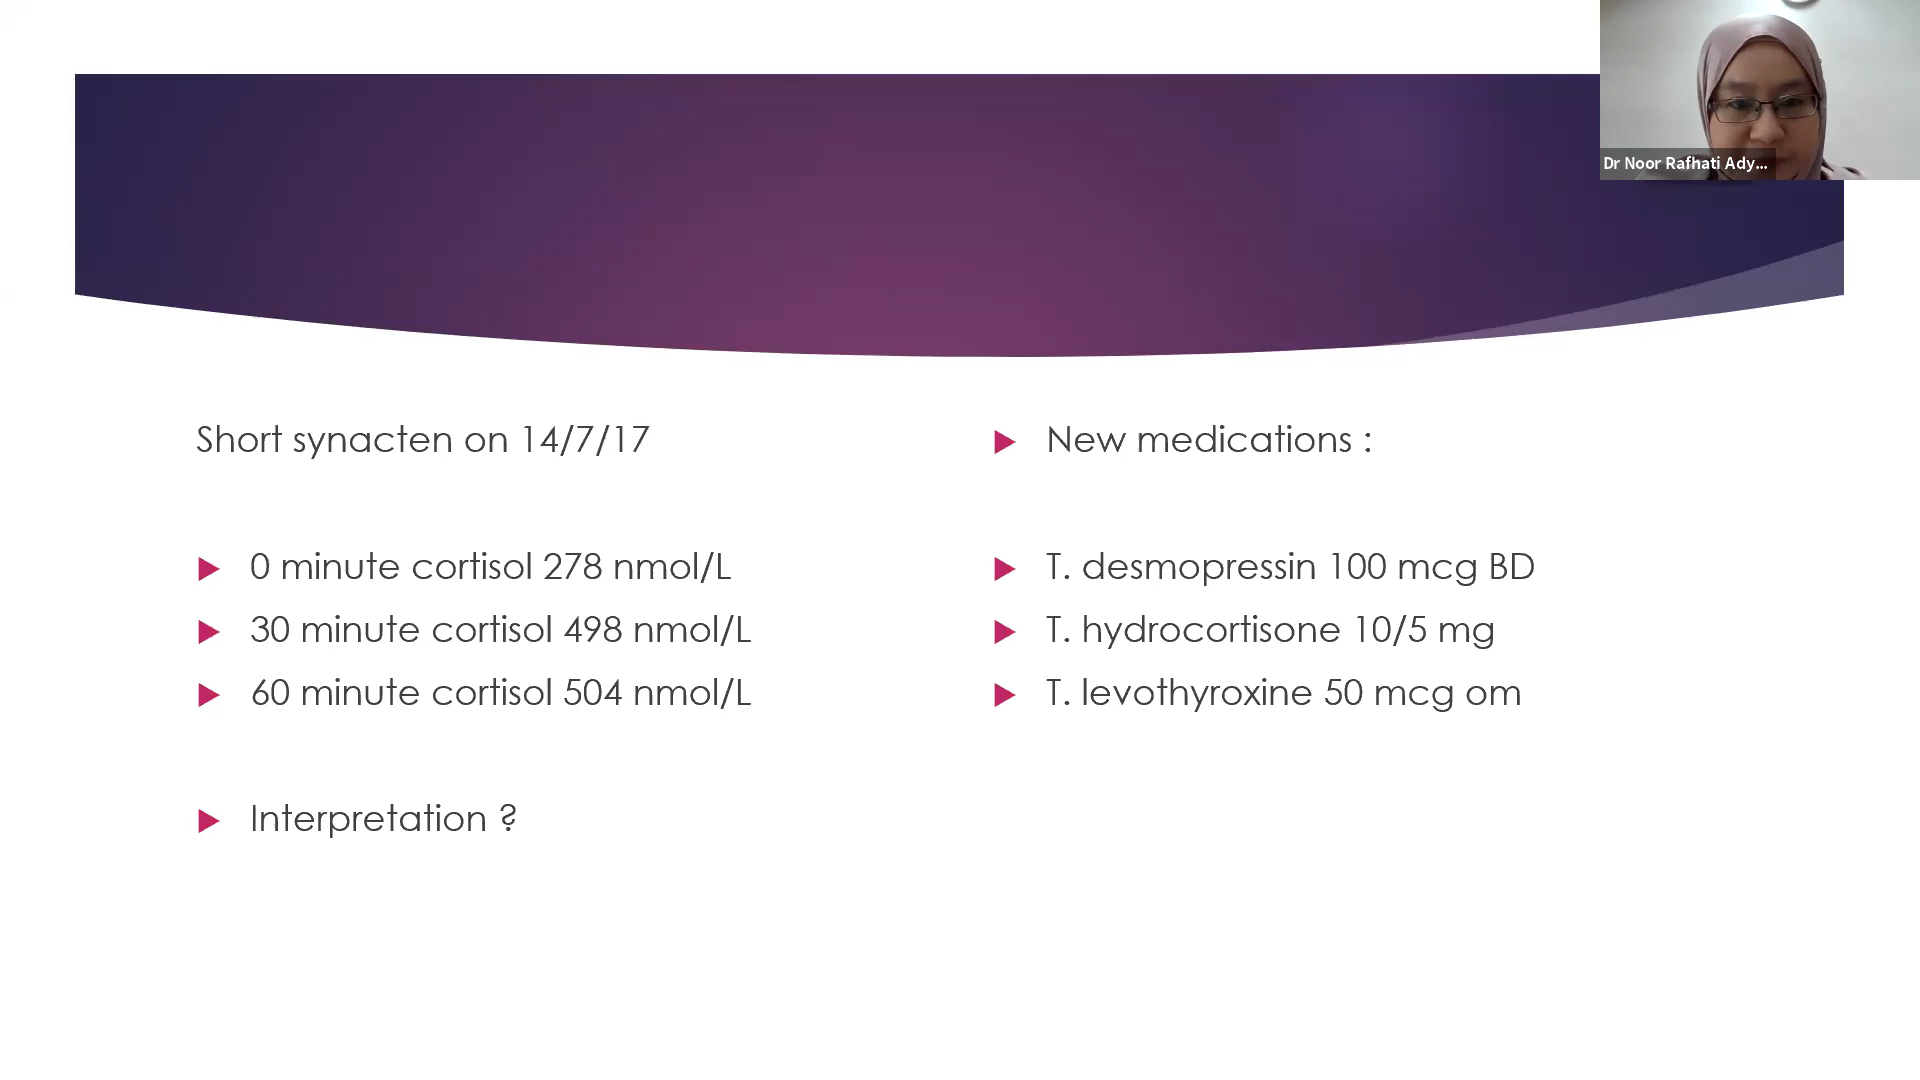 Dr Noor Rafhati Ady...
Short synacten on 14/7/17
0 minute cortisol 278 nmol/L
30 minute cortisol 498 nmol/L
60 minute cortisol 504 nmol/L
Interpretation ?
New medications :
T. desmopressin 100 mcg BD
T. hydrocortisone 10/5 mg
T. levothyroxine 50 mcg om